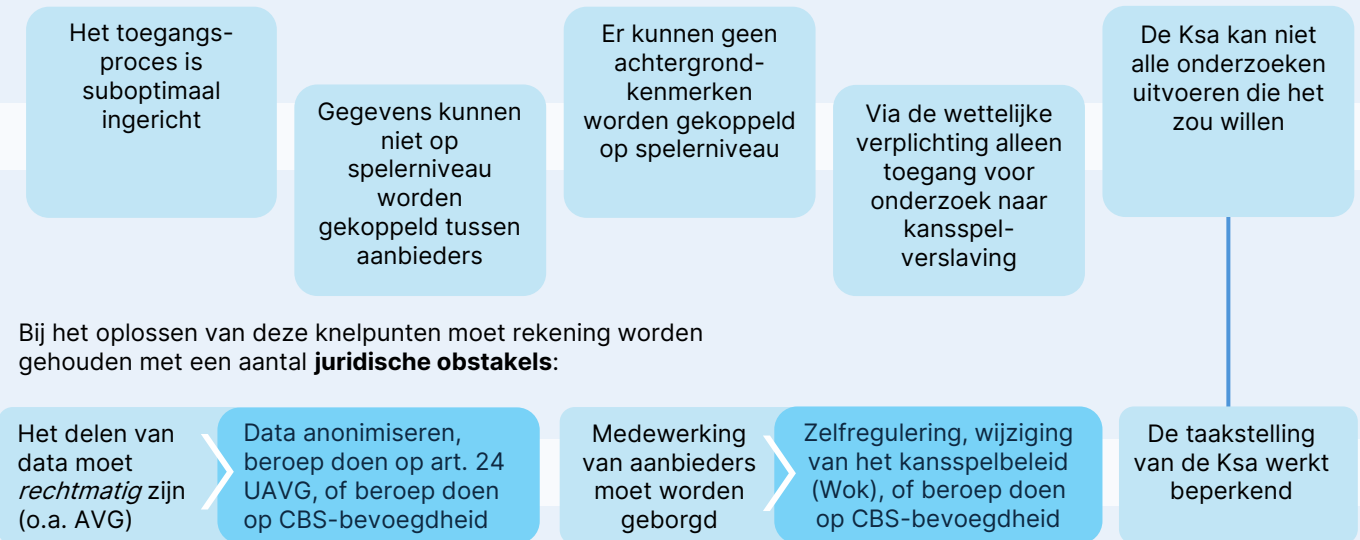 Het toegangs-
proces is
suboptimaal
ingericht
Gegevens kunnen
niet op
spelerniveau
worden
gekoppeld tussen
aanbieders
Er kunnen geen
achtergrond-
kenmerken
worden gekoppeld
op spelerniveau
Via de wettelijke
verplichting alleen
toegang voor
onderzoek naar
kansspel-
verslaving
De Ksa kan niet
alle onderzoeken
uitvoeren die het
zou willen
Bij het oplossen van deze knelpunten moet rekening worden
gehouden met een aantal juridische obstakels:
Het delen van
data moet
rechtmatig zijn
(o.a. AVG)
Data anonimiseren,
beroep doen op art. 24
UAVG, of beroep doen
op CBS-bevoegdheid
Medewerking
van aanbieders
moet worden
geborgd
Zelfregulering, wijziging
van het kansspelbeleid
(Wok), of beroep doen
op CBS-bevoegdheid
De taakstelling
van de Ksa werkt
beperkend